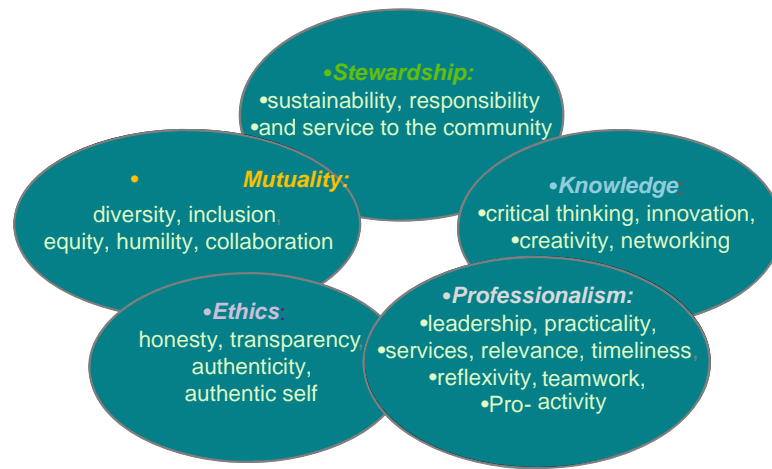 •Stewardship:
•sustainability, responsibility
•and service to the community
• Mutuality:
diversity, inclusion,
equity, humility, collaboration
•Knowledge:
•critical thinking, innovation,
•creativity, networking
•Ethics:
honesty, transparency,
authenticity,
authentic self
•Professionalism:
•leadership, practicality,
•services, relevance, timeliness,
•reflexivity, teamwork,
•Pro- activity